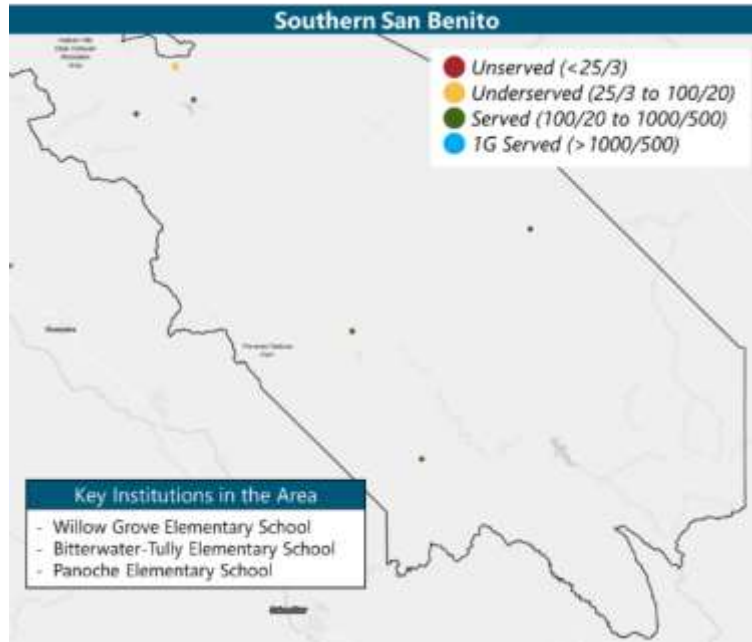 Southern San Benito
Unserved (<25/3)
Underserved (25/3 to 100/20)
Served (100/20 to 1000/500)
1G Served (>1000/500)
Key Institutions in the Area
- Willow Grove Elementary School
- Bitterwater-Tully Elementary School
- Panoche Elementary School